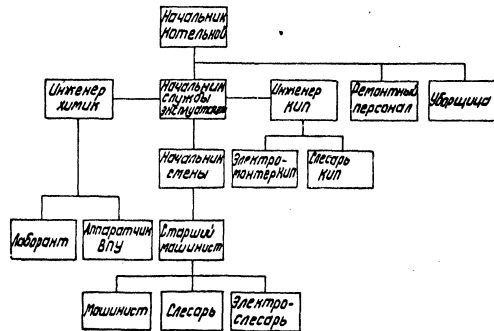 Начальник
котельной
Инженер
химик
Начальник
службы
эксплуатации
Инженер
КИП
Ремонтный
персонал
Уборщица
Начальник
смены
Электро-
монтер КИП
Слесарь
КИП
Лаборант
Аппаратчик
ВПУ
Старший
машинист
Машинист
Слесарь
Электро-
слесарь